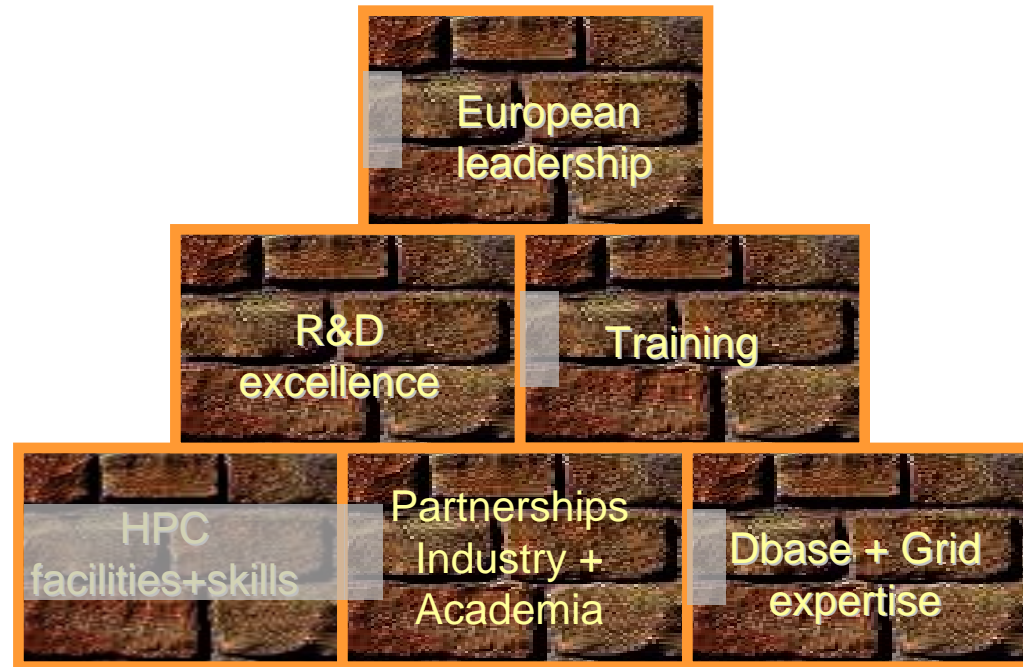 European
leadership
R&D
excellence
Training
HPC
facilities+skills
Partnerships
Industry +
Academia
Dbase + Grid
expertise